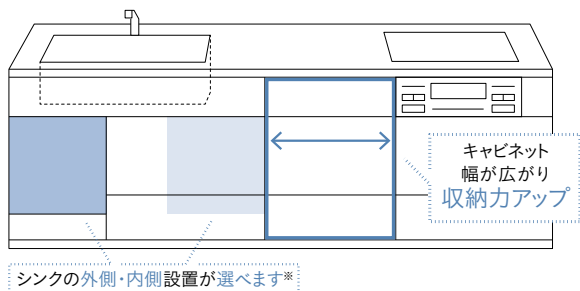 キャビネット
幅が広がり
収納力アップ
シンクの外側・内側設置が選べます※